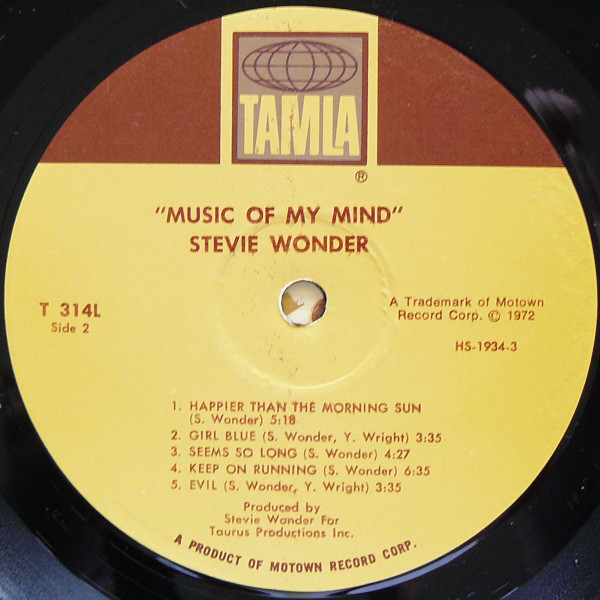 TAMLA
®
"MUSIC OF MY MIND"
STEVIE WONDER
T 314L
Side 2
A Trademark of Motown
Record Corp. © 1972
HS-1934-3
1. HAPPIER THAN THE MORNING SUN
(S. Wonder) 5:18
2. GIRL BLUE (S. Wonder, Y. Wright) 3:35
3. SEEMS SO LONG (S. Wonder) 4:27
4. KEEP ON RUNNING (S. Wonder) 6:35
5. EVIL (S. Wonder, Y. Wright) 3:35
Produced by
Stevie Wonder For
Taurus Productions Inc.
A PRODUCT OF MOTOWN RECORD CORP.